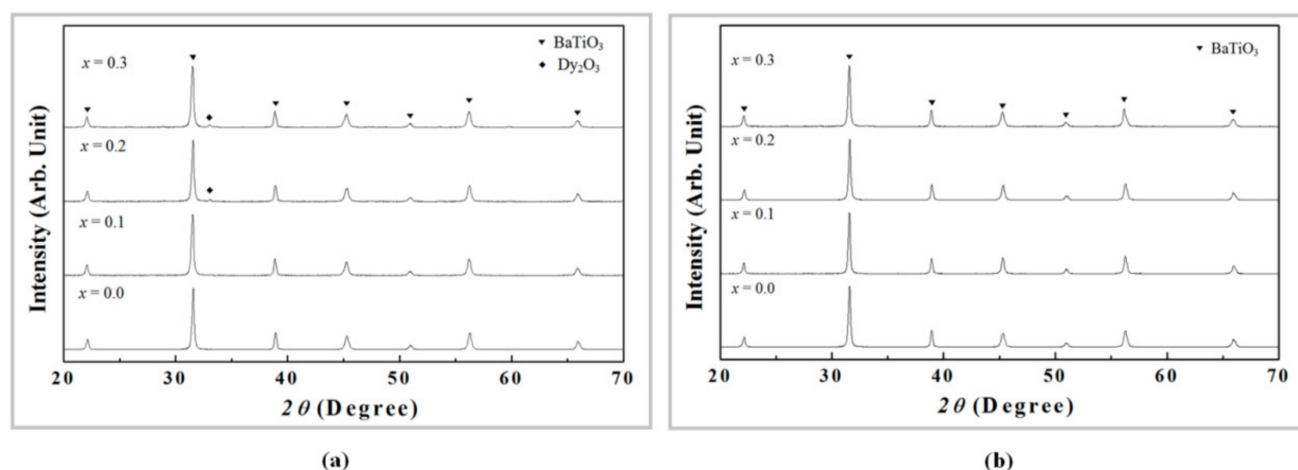 ▼ BaTiO₃
◆ Dy₂O₃
x = 0.3
x = 0.2
x = 0.1
x = 0.0
Intensity (Arb. Unit)
20 30 40 50 60 70
2θ (Degree)
(a)
▼ BaTiO₃
x = 0.3
x = 0.2
x = 0.1
x = 0.0
Intensity (Arb. Unit)
20 30 40 50 60 70
2θ (Degree)
(b)